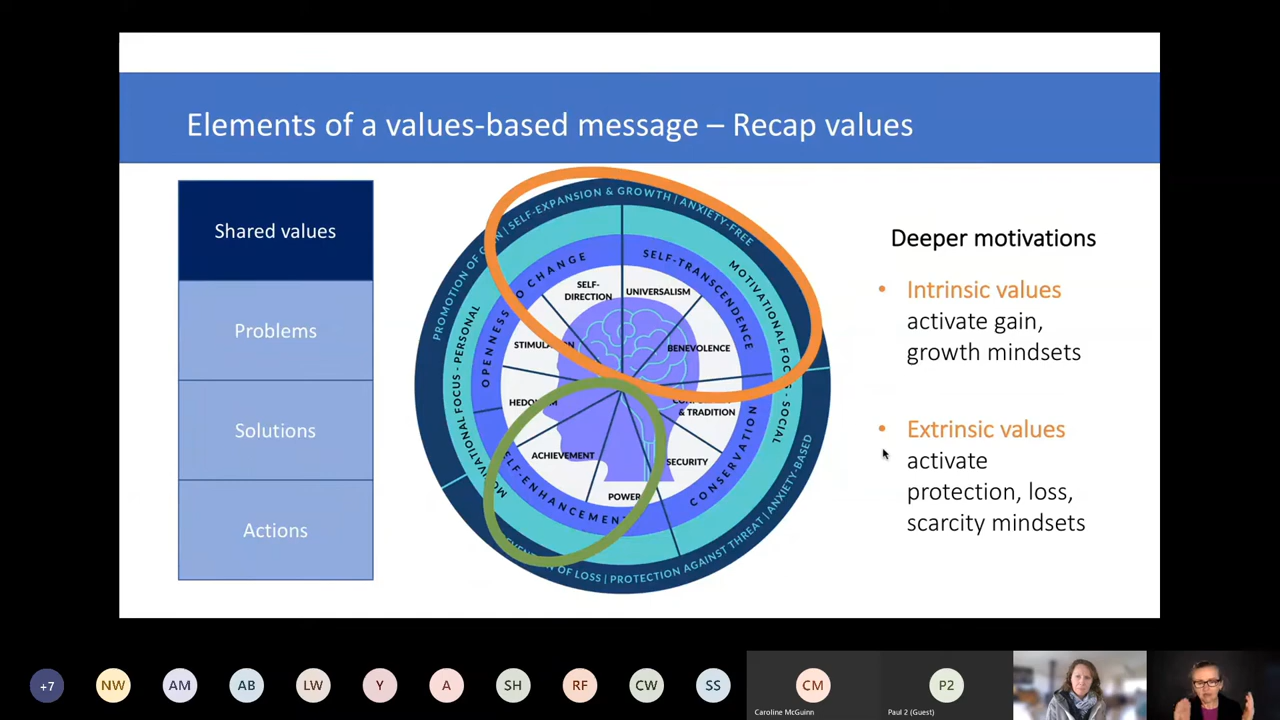 Elements of a values-based message – Recap values
Shared values
Problems
Solutions
Actions
PROMOTION OF GAIN | SELF-EXPANSION & GROWTH | ANXIETY-FREE
MOTIVATIONAL FOCUS - PERSONAL
MOTIVATIONAL FOCUS - SOCIAL
OPENNESS TO CHANGE
SELF-TRANSCENDENCE
SELF-
DIRECTION
UNIVERSALISM
STIMULATION
BENEVOLENCE
HEDONISM
& TRADITION
ACHIEVEMENT
SECURITY
POWER
SELF-ENHANCEMENT
CONSERVATION
OF LOSS | PROTECTION AGAINST THREAT | ANXIETY-BASED
Deeper motivations
• Intrinsic values
activate gain,
growth mindsets
• Extrinsic values
activate
protection, loss,
scarcity mindsets
+7
NW
AM
AB
LW
Y
A
SH
RF
CW
SS
CM
Caroline McGuinn
P2
Paul 2 (Guest)